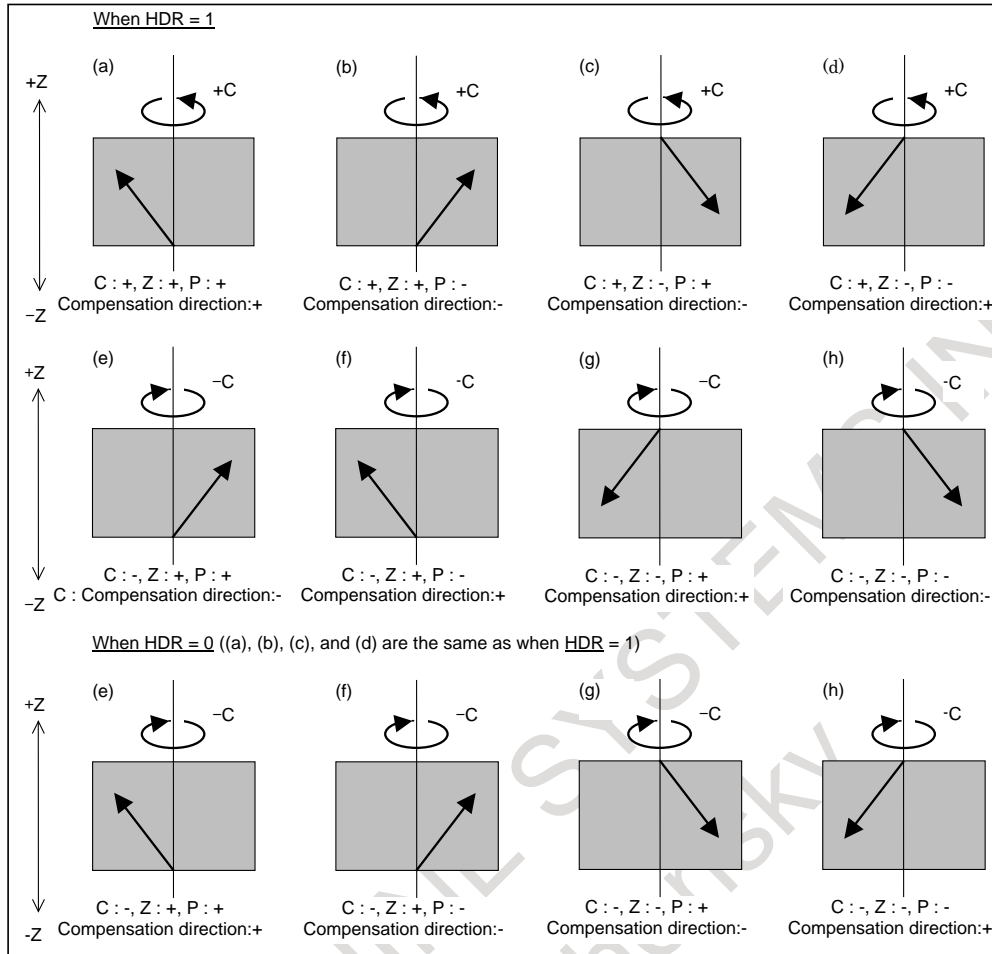 When HDR = 1
(a) (b) (c) (d)
+Z
+C +C +C +C
C : +, Z : +, P : + C : +, Z : +, P : - C : +, Z : -, P : + C : +, Z : -, P : -
Compensation direction:+ Compensation direction:- Compensation direction:- Compensation direction:+
−Z
(e) (f) (g) (h)
+Z
−C -C −C -C
C : -, Z : +, P : + C : -, Z : +, P : - C : -, Z : -, P : + C : -, Z : -, P : -
−Z
C : Compensation direction:- Compensation direction:+ Compensation direction:+ Compensation direction:-
When HDR = 0 ((a), (b), (c), and (d) are the same as when HDR = 1)
(e) (f) (g) (h)
+Z
−C −C −C -C
C : -, Z : +, P : + C : -, Z : +, P : - C : -, Z : -, P : + C : -, Z : -, P : -
Compensation direction:+ Compensation direction:- Compensation direction:- Compensation direction:+
-Z